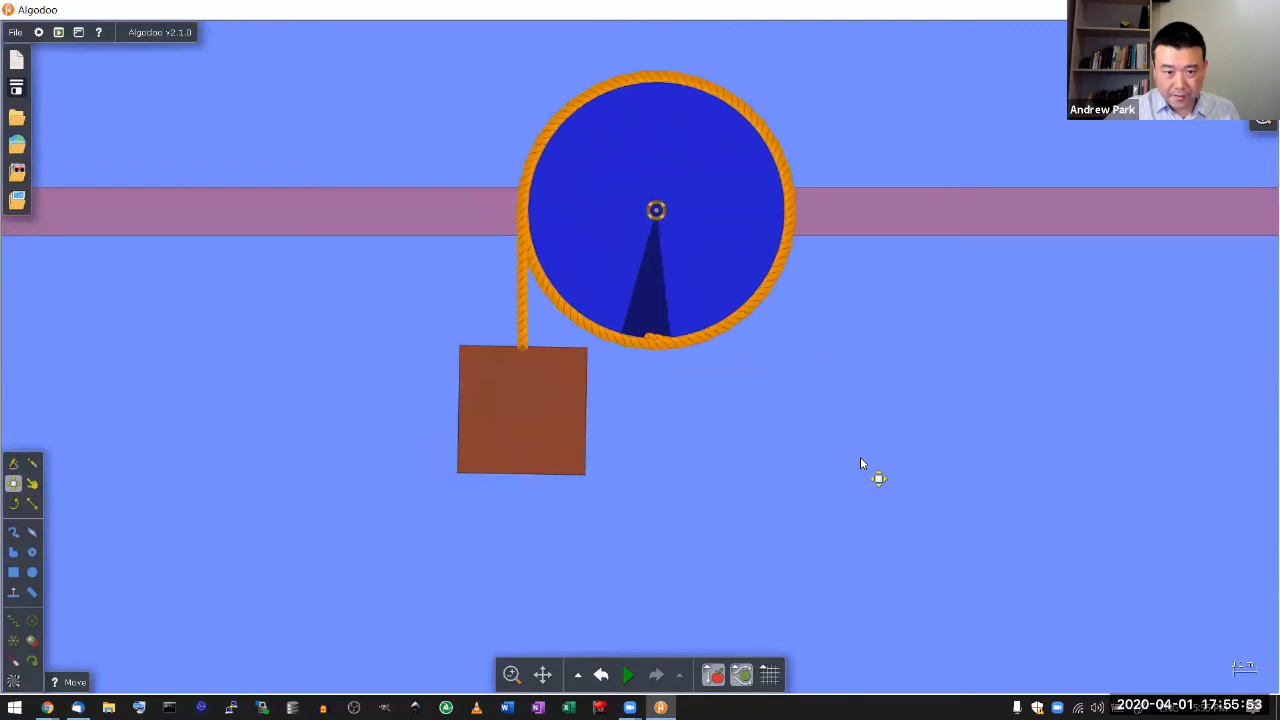 Algodoo
File ? Algodoo v2.1.0
Andrew Park
? Move
2020-04-01 17:55:53